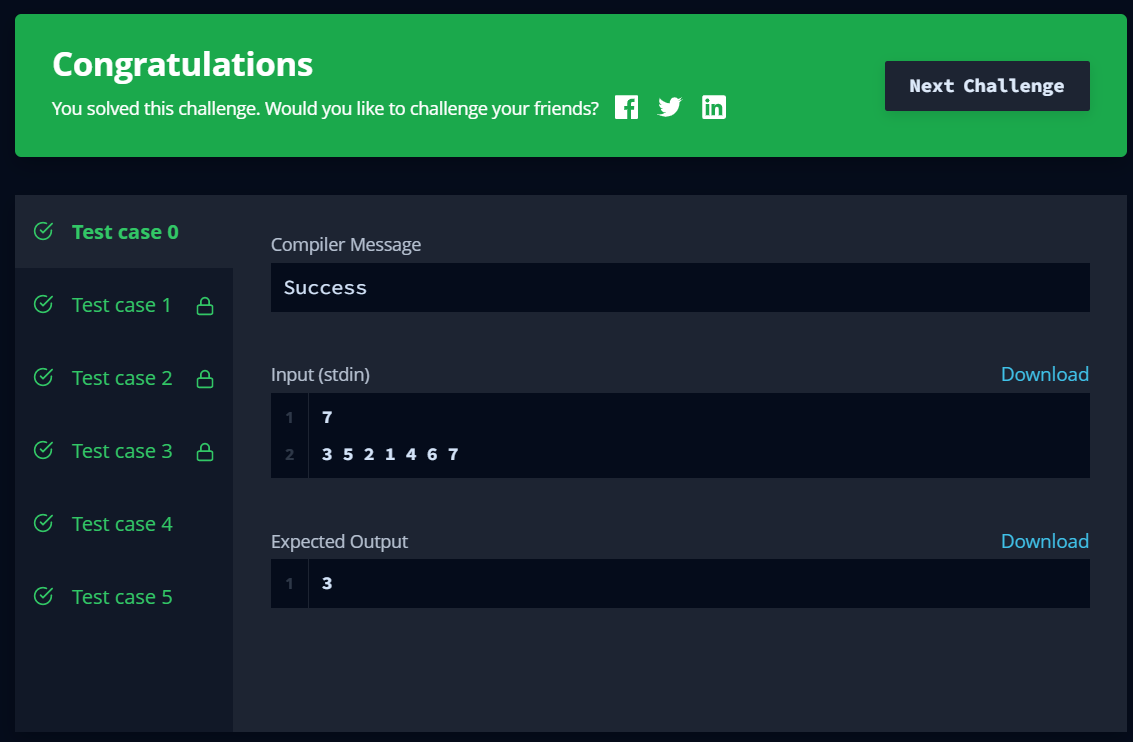 Congratulations
You solved this challenge. Would you like to challenge your friends?
Next Challenge
Test case 0
Test case 1
Test case 2
Test case 3
Test case 4
Test case 5
Compiler Message
Success
Input (stdin)
Download
1 7
2 3 5 2 1 4 6 7
Expected Output
Download
1 3